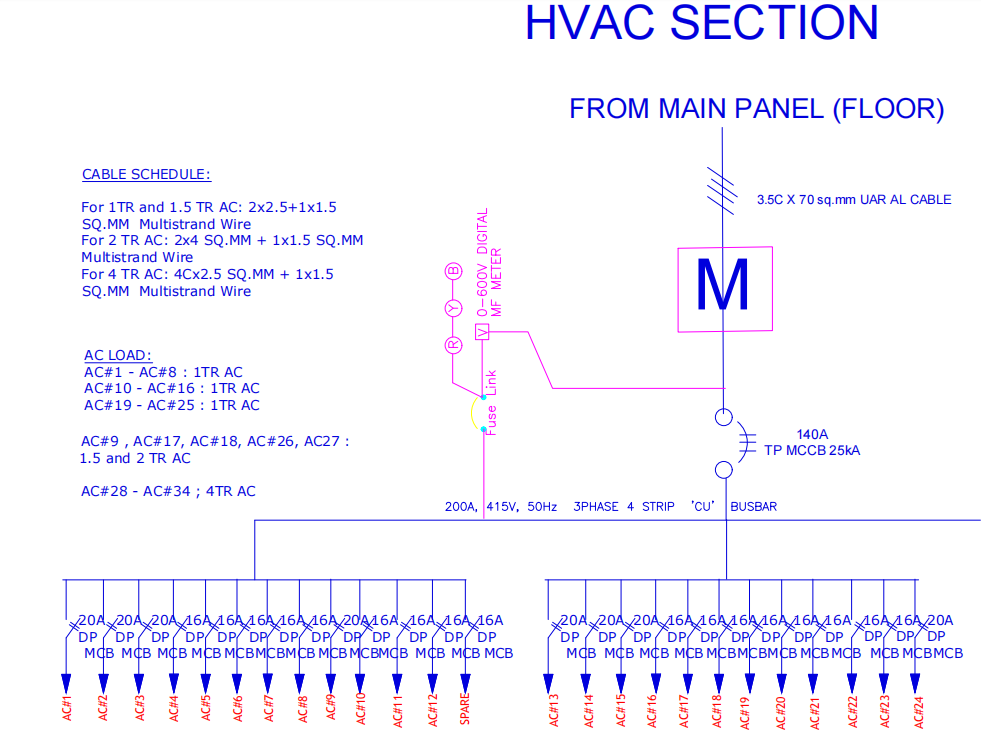 HVAC SECTION
FROM MAIN PANEL (FLOOR)
3.5C X 70 sq.mm UAR AL CABLE
M
CABLE SCHEDULE:
For 1TR and 1.5 TR AC: 2x2.5+1x1.5
SQ.MM Multistrand Wire
For 2 TR AC: 2x4 SQ.MM + 1x1.5 SQ.MM
Multistrand Wire
For 4 TR AC: 4Cx2.5 SQ.MM + 1x1.5
SQ.MM Multistrand Wire
AC LOAD:
AC#1 - AC#8 : 1TR AC
AC#10 - AC#16 : 1TR AC
AC#19 - AC#25 : 1TR AC
AC#9 , AC#17, AC#18, AC#26, AC27 :
1.5 and 2 TR AC
AC#28 - AC#34 ; 4TR AC
B
Y
R
V
0-600V DIGITAL
MF METER
Fuse Link
140A
TP MCCB 25kA
200A, 415V, 50Hz 3PHASE 4 STRIP 'CU' BUSBAR
20A 20A 20A 16A 16A 16A 16A 16A 20A 16A 16A 16A 16A
DP DP DP DP DP DP DP DP DP DP DP DP DP
MCB MCB MCB MCB MCB MCB MCB MCB MCB MCB MCB MCB MCB
AC#1 AC#2 AC#3 AC#4 AC#5 AC#6 AC#7 AC#8 AC#9 AC#10 AC#11 AC#12 SPARE
20A 20A 20A 16A 16A 16A 20A 16A 16A 16A 16A 20A
DP DP DP DP DP DP DP DP DP DP DP DP
MCB MCB MCB MCB MCB MCB MCB MCB MCB MCB MCB MCB
AC#13 AC#14 AC#15 AC#16 AC#17 AC#18 AC#19 AC#20 AC#21 AC#22 AC#23 AC#24